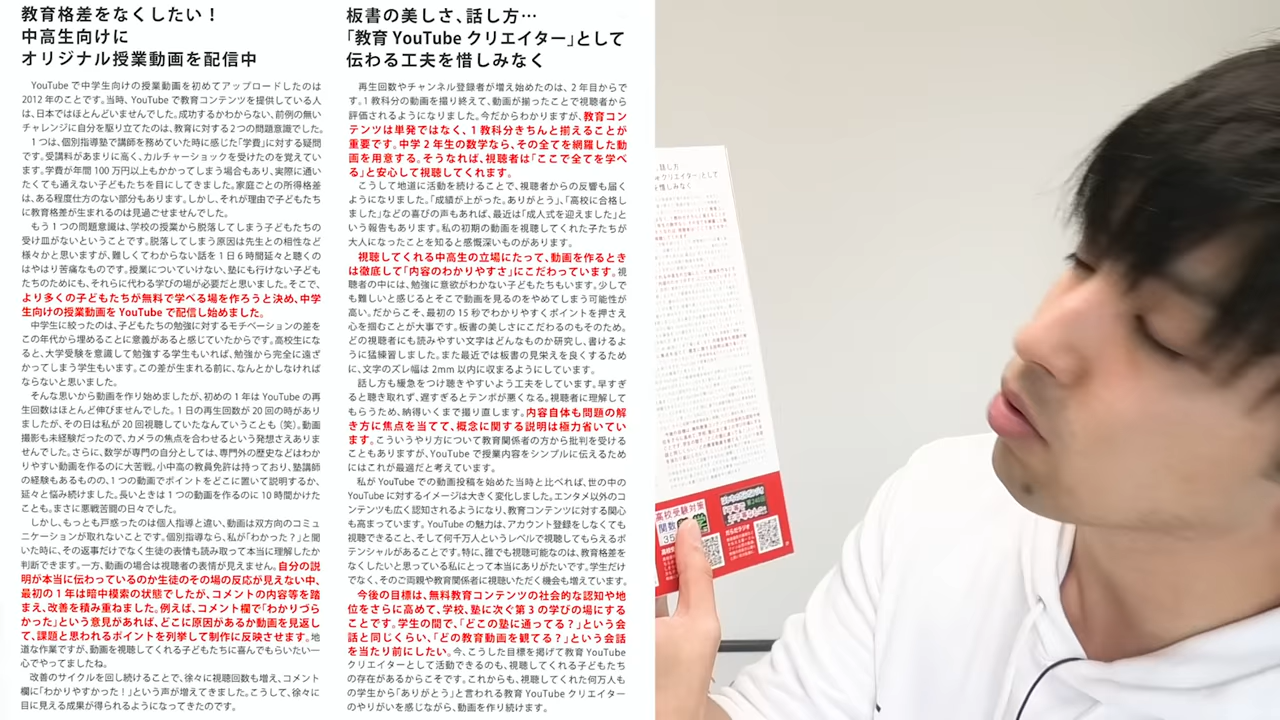 教育格差をなくしたい！
中高生向けに
オリジナル授業動画を配信中
YouTubeで中学生向けの授業動画を初めてアップロードしたのは
2012年のことです。当時、YouTubeで教育コンテンツを提供している人
は、日本ではほとんどいませんでした。成功するかわからない、前例の無い
チャレンジに自分を駆り立てたのは、教育に対する2つの問題意識でした。
1つは、個別指導塾で講師を務めていた時に感じた「学費」に対する疑問
です。受講料があまりに高く、カルチャーショックを受けたのを覚えてい
ます。学費が年間100万円以上もかかってしまう場合もあり、実際に通い
たくても通えない子どもたちを目にしてきました。家庭ごとの所得格差
は、ある程度仕方のない部分もあります。しかし、それが理由で子どもたち
に教育格差が生まれるのは見過ごせませんでした。
もう1つの問題意識は、学校の授業から脱落してしまう子どもたちの
受け皿がないということです。脱落してしまう原因は先生との相性など
様々かと思いますが、難しくてわからない話を1日6時間延々と聴くの
はやはり苦痛なものです。授業についていけない、塾にも行けない子ども
たちのためにも、それらに代わる学びの場が必要だと思いました。そこで、
より多くの子どもたちが無料で学べる場を作ろうと決め、中学
生向けの授業動画をYouTubeで配信し始めました。
中学生に絞ったのは、子どもたちの勉強に対するモチベーションの差を
この年代から埋めることに意義があると感じていたからです。高校生にな
ると、大学受験を意識して勉強する学生もいれば、勉強から完全に遠ざ
かってしまう学生もいます。この差が生まれる前に、なんとかしなければ
ならないと思いました。
そんな思いから動画を作り始めましたが、初めの1年はYouTubeの再
生回数はほとんど伸びませんでした。1日の再生回数が20回の時があり
ましたが、その日は私が20回視聴していたなんていうことも(笑)。動画
撮影も未経験だったので、カメラの焦点を合わせるという発想さえありま
せんでした。さらに、数学が専門の自分としては、専門外の歴史などはわか
りやすい動画を作るのに大苦戦。小中高の教員免許は持っており、塾講師
の経験もあるものの、1つの動画でポイントをどこに置いて説明するか、
延々と悩み続けました。長いときは1つの動画を作るのに10時間かけた
ことも。まさに悪戦苦闘の日々でした。
しかし、もっとも戸惑ったのは個人指導と違い、動画は双方向のコミュ
ニケーションが取れないことです。個別指導なら、私が「わかった？」と聞
いた時に、その返事だけでなく生徒の表情も読み取って本当に理解したか
判断できます。一方、動画の場合は視聴者の表情が見えません。自分の説
明が本当に伝わっているのか生徒のその場の反応が見えない中、
最初の1年は暗中模索の状態でしたが、コメントの内容等を踏
まえ、改善を積み重ねました。例えば、コメント欄で「わかりづら
かった」という意見があれば、どこに原因があるか動画を見返し
て、課題と思われるポイントを列挙して制作に反映させます。地
道な作業ですが、動画を視聴してくれる子どもたちに喜んでもらいたい一
心でやってましたね。
改善のサイクルを回し続けることで、徐々に視聴回数も増え、コメント
欄に「わかりやすかった！」という声が増えてきました。こうして、徐々に
目に見える成果が得られるようになってきたのです。
板書の美しさ、話し方…
「教育YouTubeクリエイター」として
伝わる工夫を惜しみなく
再生回数やチャンネル登録者が増え始めたのは、2年目からで
す。1教科分の動画を撮り終えて、動画が揃ったことで視聴者から
評価されるようになりました。今だからわかりますが、教育コン
テンツは単発ではなく、1教科分きちんと揃えることが
重要です。中学2年生の数学なら、その全てを網羅した動
画を用意する。そうなれば、視聴者は「ここで全てを学べ
る」と安心して視聴してくれます。
こうして地道に活動を続けることで、視聴者からの反響も届く
ようになりました。「成績が上がった。ありがとう」、「高校に合格し
ました」などの喜びの声もあれば、最近は「成人式を迎えました」と
いう報告もあります。私の初期の動画を視聴してくれた子たちが
大人になったことを知ると感慨深いものがあります。
視聴してくれる中高生の立場にたって、動画を作るとき
は徹底して「内容のわかりやすさ」にこだわっています。視
聴者の中には、勉強に意欲がわかない子どもたちもいます。少しで
も難しいと感じるとそこで動画を見るのをやめてしまう可能性が
高い。だからこそ、最初の15秒でわかりやすくポイントを押さえ
心を掴むことが大事です。板書の美しさにこだわるのもそのため。
どの視聴者にも読みやすい文字はどんなものか研究し、書けるよ
うに猛練習しました。また最近では板書の見栄えを良くするため
に、文字のズレ幅は2mm以内に収まるようにしています。
話し方も緩急をつけ聴きやすいよう工夫をしています。早すぎ
ると聴き取れず、遅すぎるとテンポが悪くなる。視聴者に理解して
もらうため、納得いくまで撮り直します。内容自体も問題の解
き方に焦点を当てて、概念に関する説明は極力省いてい
ます。こういうやり方について教育関係者の方から批判を受ける
こともありますが、YouTubeで授業内容をシンプルに伝えるため
にはこれが最適だと考えています。
私がYouTubeでの動画投稿を始めた当時と比べれば、世の中の
YouTubeに対するイメージは大きく変化しました。エンタメ以外のコ
ンテンツも広く認知されるようになり、教育コンテンツに対する関心
も高まっています。YouTubeの魅力は、アカウント登録をしなくても
視聴できること、そして何千万人というレベルで視聴してもらえるポ
テンシャルがあることです。特に、誰でも視聴可能なのは、教育格差を
なくしたいと思っている私にとって本当にありがたいです。学生だけ
でなく、そのご両親や教育関係者に視聴いただく機会も増えています。
今後の目標は、無料教育コンテンツの社会的な認知や地
位をさらに高めて、学校、塾に次ぐ第3の学びの場にする
ことです。学生の間で、「どこの塾に通ってる？」という会
話と同じくらい、「どの教育動画を観てる？」という会話
を当たり前にしたい。今、こうした目標を掲げて教育YouTube
クリエイターとして活動できるのも、視聴してくれる子どもたち
の存在があるからこそです。これからも、視聴してくれた何万人も
の学生から「ありがとう」と言われる教育YouTubeクリエイターの
のやりがいを感じながら、動画を作り続けます。
高校受験対策
関数